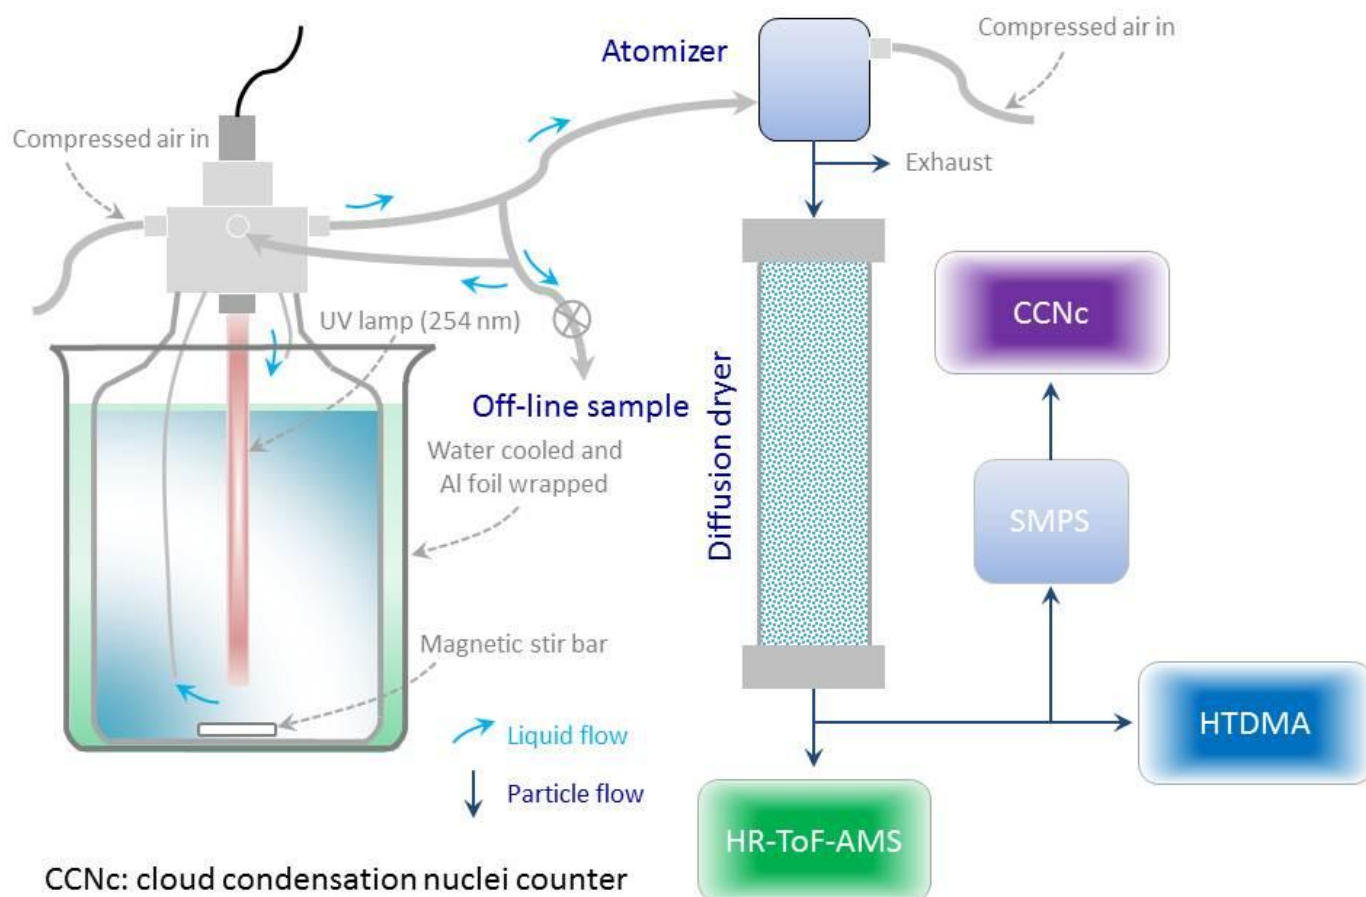 Compressed air in
Atomizer
Compressed air in
Exhaust
UV lamp (254 nm)
CCNc
Off-line sample
Water cooled and
Al foil wrapped
Diffusion dryer
SMPS
Magnetic stir bar
Liquid flow
Particle flow
HTDMA
HR-ToF-AMS
CCNc: cloud condensation nuclei counter